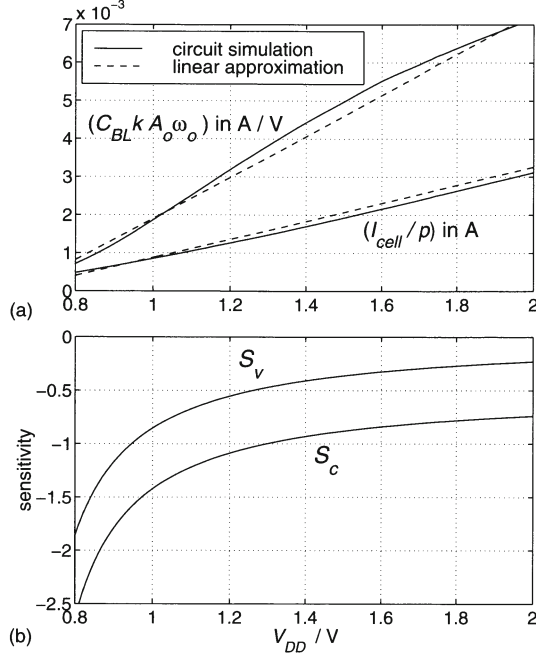 7 x 10⁻³
circuit simulation
linear approximation
6
5
(C_BL k A_o ω_o) in A / V
4
3
2
(I_cell / p) in A
1
0
0.8 1 1.2 1.4 1.6 1.8 2
(a)
0
S_v
-0.5
-1
S_c
sensitivity
-1.5
-2
-2.5
0.8 1 1.2 1.4 1.6 1.8 2
(b)
V_DD / V